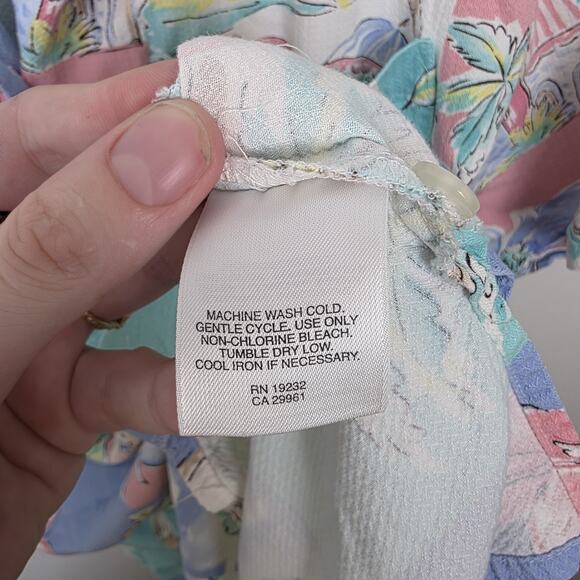 MACHINE WASH COLD.
GENTLE CYCLE. USE ONLY
NON-CHLORINE BLEACH.
TUMBLE DRY LOW.
COOL IRON IF NECESSARY.
RN 19232
CA 29961